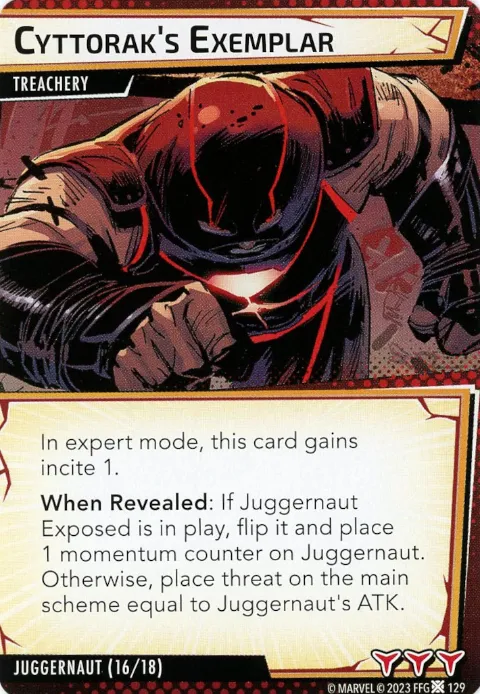 CYTTORAK'S EXEMPLAR
TREACHERY
In expert mode, this card gains
incite 1.
When Revealed: If Juggernaut
Exposed is in play, flip it and place
1 momentum counter on Juggernaut.
Otherwise, place threat on the main
scheme equal to Juggernaut's ATK.
JUGGERNAUT (16/18)
© MARVEL © 2023 FFG 129